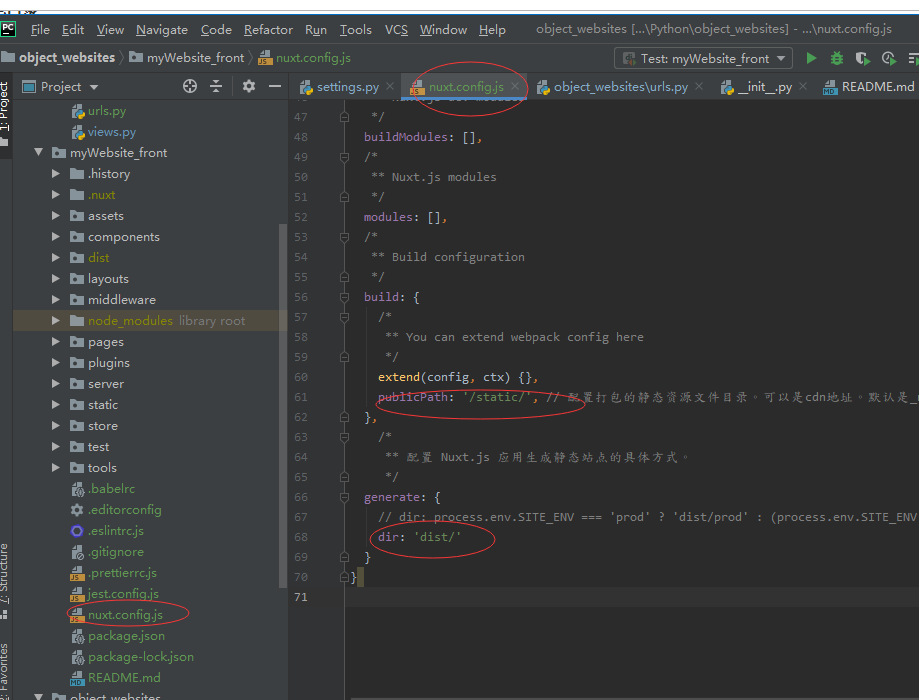 File Edit View Navigate Code Refactor Run Tools VCS Window Help object_websites [...\Python\object_websites] - ...\nuxt.config.js
object_websites myWebsite_front nuxt.config.js Test: myWebsite_front
1: Project
Project
settings.py nuxt.config.js object_websites\urls.py __init__.py README.md
urls.py
views.py
myWebsite_front
.history
.nuxt
assets
components
dist
layouts
middleware
node_modules library root
pages
plugins
server
static
store
test
tools
.babelrc
.editorconfig
.eslintrc.js
.gitignore
.prettierrc.js
jest.config.js
nuxt.config.js
package.json
package-lock.json
README.md
object_websites
7: Structure
Favorites
47 */
48 buildModules: [],
49 /*
50 ** Nuxt.js modules
51 */
52 modules: [],
53 /*
54 ** Build configuration
55 */
56 build: {
57 /*
58 ** You can extend webpack config here
59 */
60 extend(config, ctx) {},
61 publicPath: '/static/', // 配置打包的静态资源文件目录。可以是cdn地址。默认是_
62 },
63 /*
64 ** 配置 Nuxt.js 应用生成静态站点的具体方式。
65 */
66 generate: {
67 // dir: process.env.SITE_ENV === 'prod' ? 'dist/prod' : (process.env.SITE_ENV
68 dir: 'dist/'
69 }
70 }
71